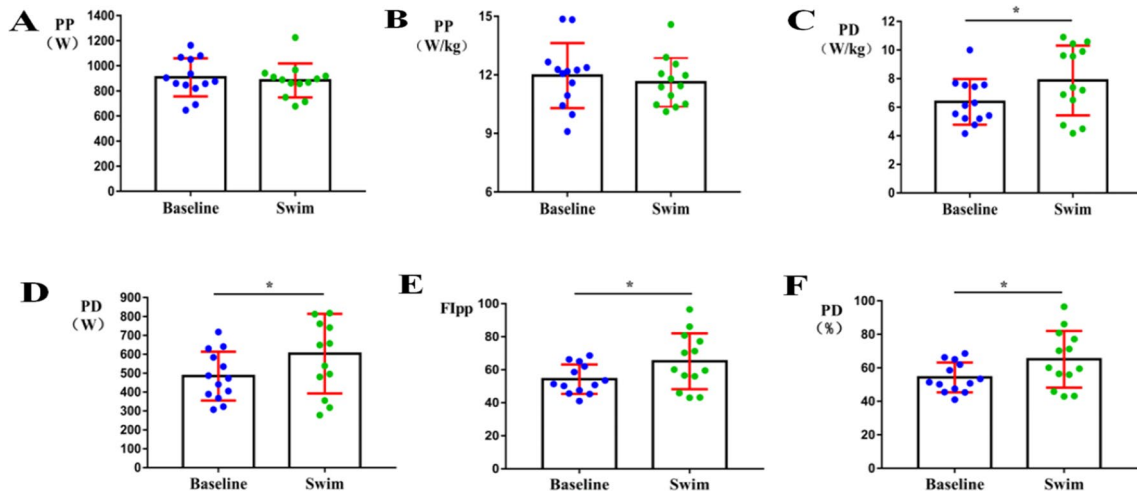 A
PP
（W）
1400
1200
1000
800
600
400
200
0
Baseline
Swim
B
PP
（W/kg）
15
12
9
6
Baseline
Swim
C
PD
（W/kg）
*
12
10
8
6
4
2
0
Baseline
Swim
D
PD
（W）
*
900
800
700
600
500
400
300
200
100
0
Baseline
Swim
E
FIpp
*
100
80
60
40
20
0
Baseline
Swim
F
PD
（%）
*
100
80
60
40
20
0
Baseline
Swim